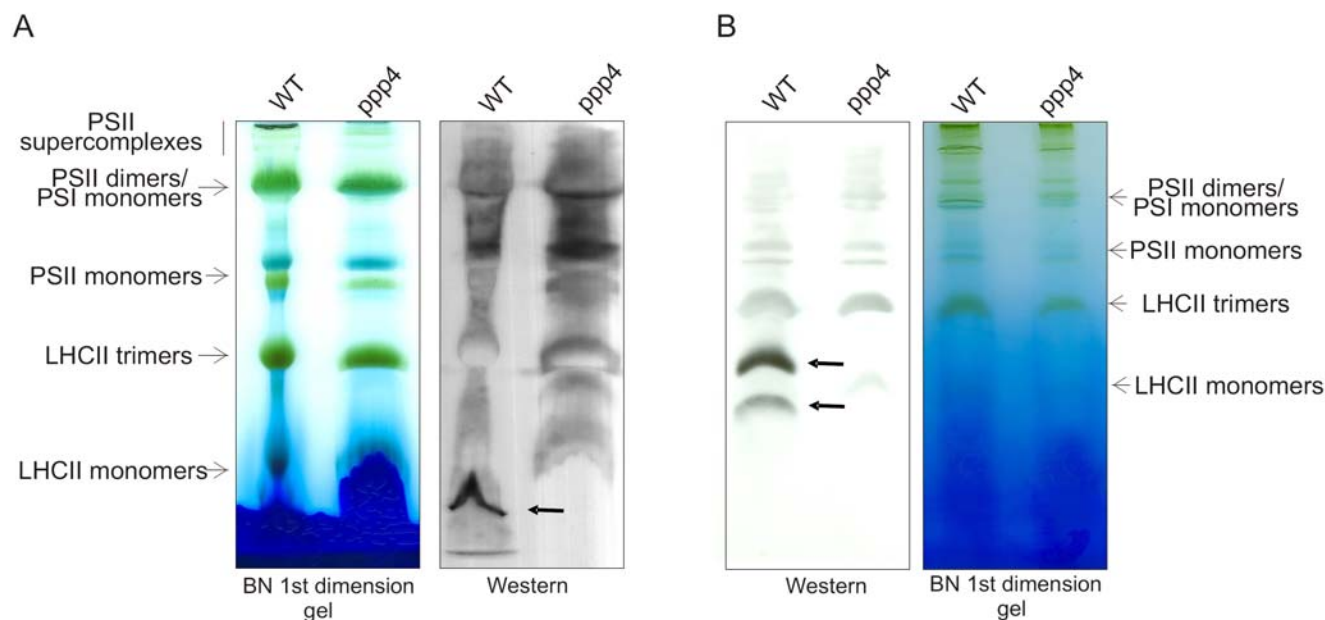 A
B
WT
ppp4
WT
ppp4
WT
ppp4
WT
ppp4
PSII
supercomplexes
PSII dimers/
PSI monomers
PSII monomers
LHCII trimers
LHCII monomers
BN 1st dimension
gel
Western
Western
BN 1st dimension
gel
PSII dimers/
PSI monomers
PSII monomers
LHCII trimers
LHCII monomers